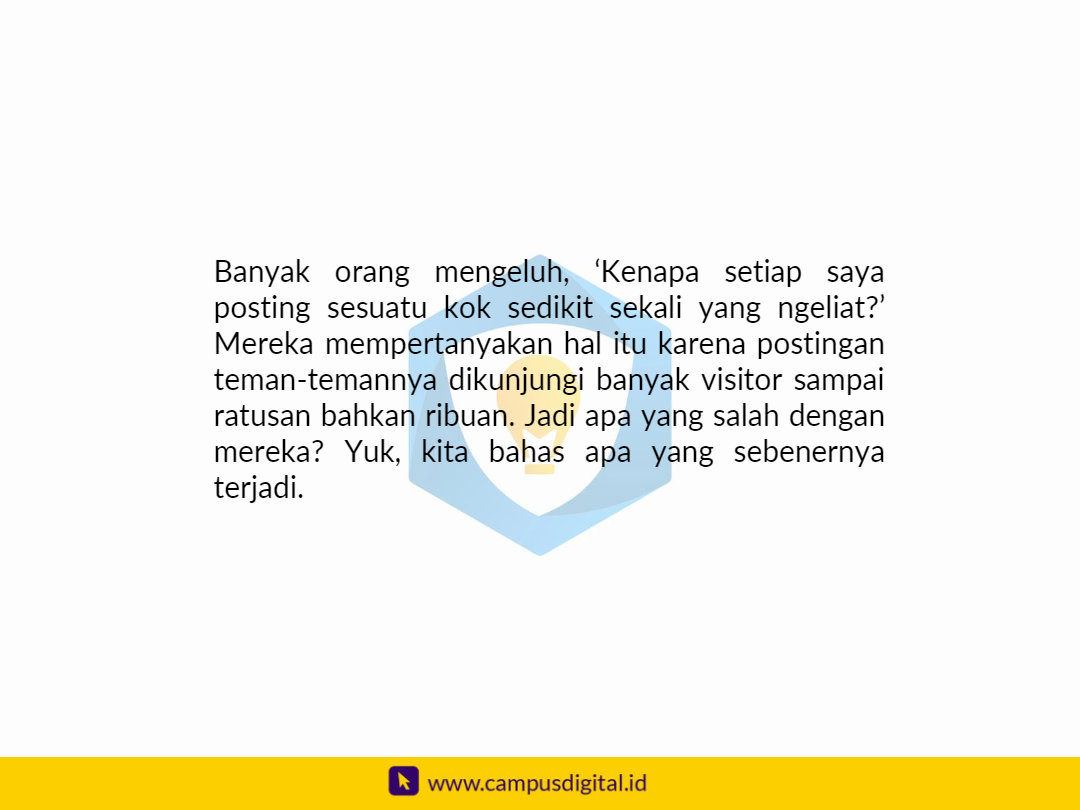 Banyak orang mengeluh, ‘Kenapa setiap saya
posting sesuatu kok sedikit sekali yang ngeliat?’
Mereka mempertanyakan hal itu karena postingan
teman-temannya dikunjungi banyak visitor sampai
ratusan bahkan ribuan. Jadi apa yang salah dengan
mereka? Yuk, kita bahas apa yang sebenernya
terjadi.
www.campusdigital.id